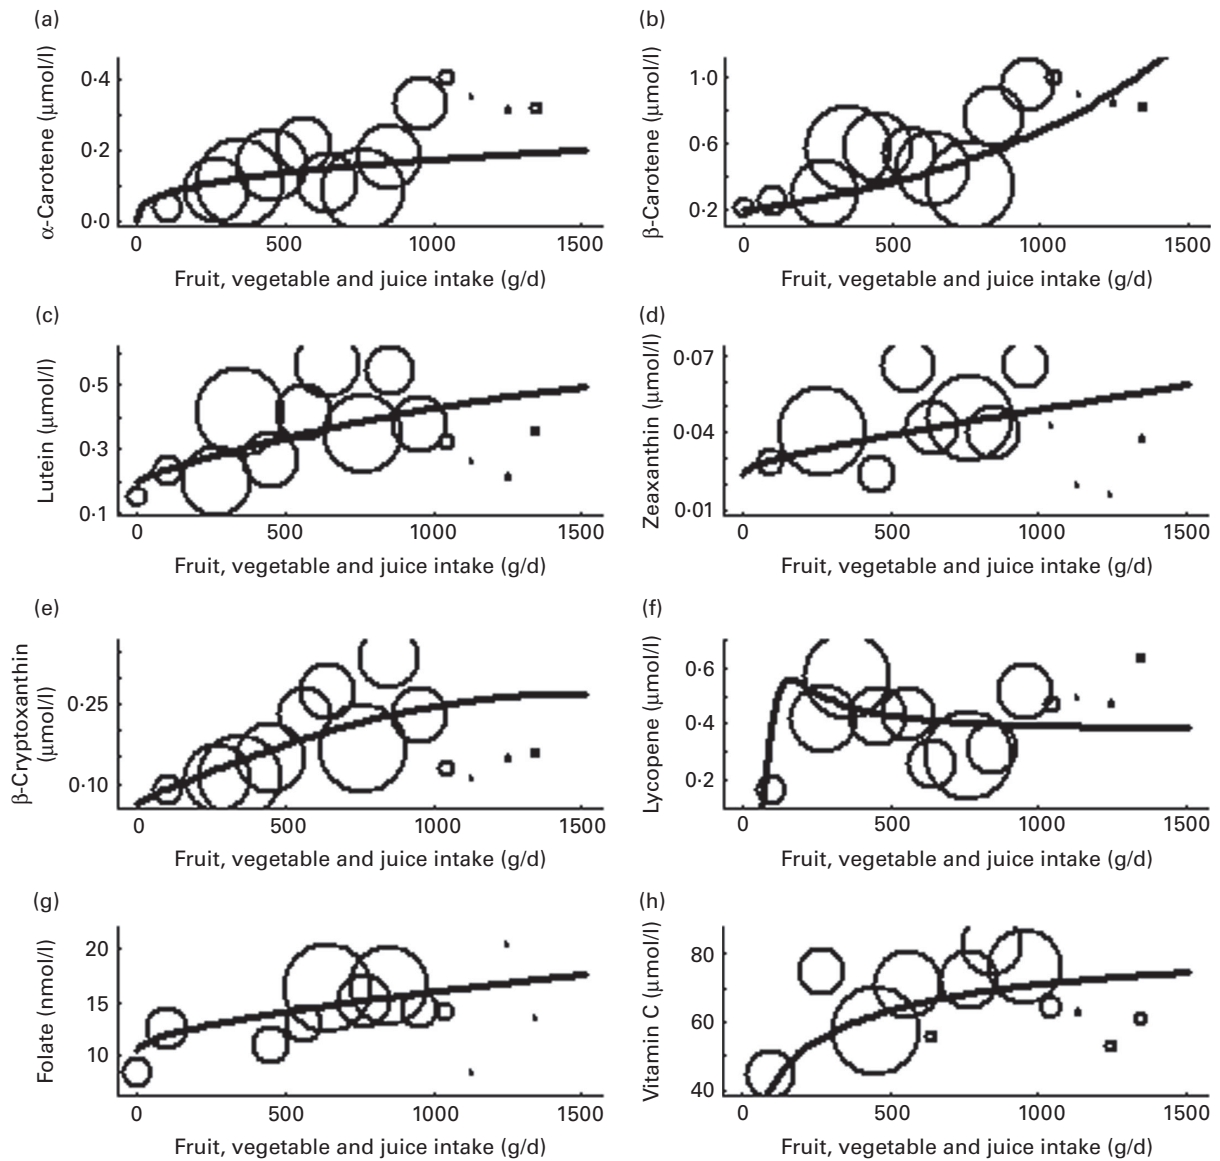 (a)
α-Carotene (μmol/l)
0·4
0·2
0·0
0 500 1000 1500
Fruit, vegetable and juice intake (g/d)
(b)
β-Carotene (μmol/l)
1·0
0·6
0·2
0 500 1000 1500
Fruit, vegetable and juice intake (g/d)
(c)
Lutein (μmol/l)
0·5
0·3
0·1
0 500 1000 1500
Fruit, vegetable and juice intake (g/d)
(d)
Zeaxanthin (μmol/l)
0·07
0·04
0·01
0 500 1000 1500
Fruit, vegetable and juice intake (g/d)
(e)
β-Cryptoxanthin
(μmol/l)
0·25
0·10
0 500 1000 1500
Fruit, vegetable and juice intake (g/d)
(f)
Lycopene (μmol/l)
0·6
0·4
0·2
0 500 1000 1500
Fruit, vegetable and juice intake (g/d)
(g)
Folate (nmol/l)
20
15
10
0 500 1000 1500
Fruit, vegetable and juice intake (g/d)
(h)
Vitamin C (μmol/l)
80
60
40
0 500 1000 1500
Fruit, vegetable and juice intake (g/d)